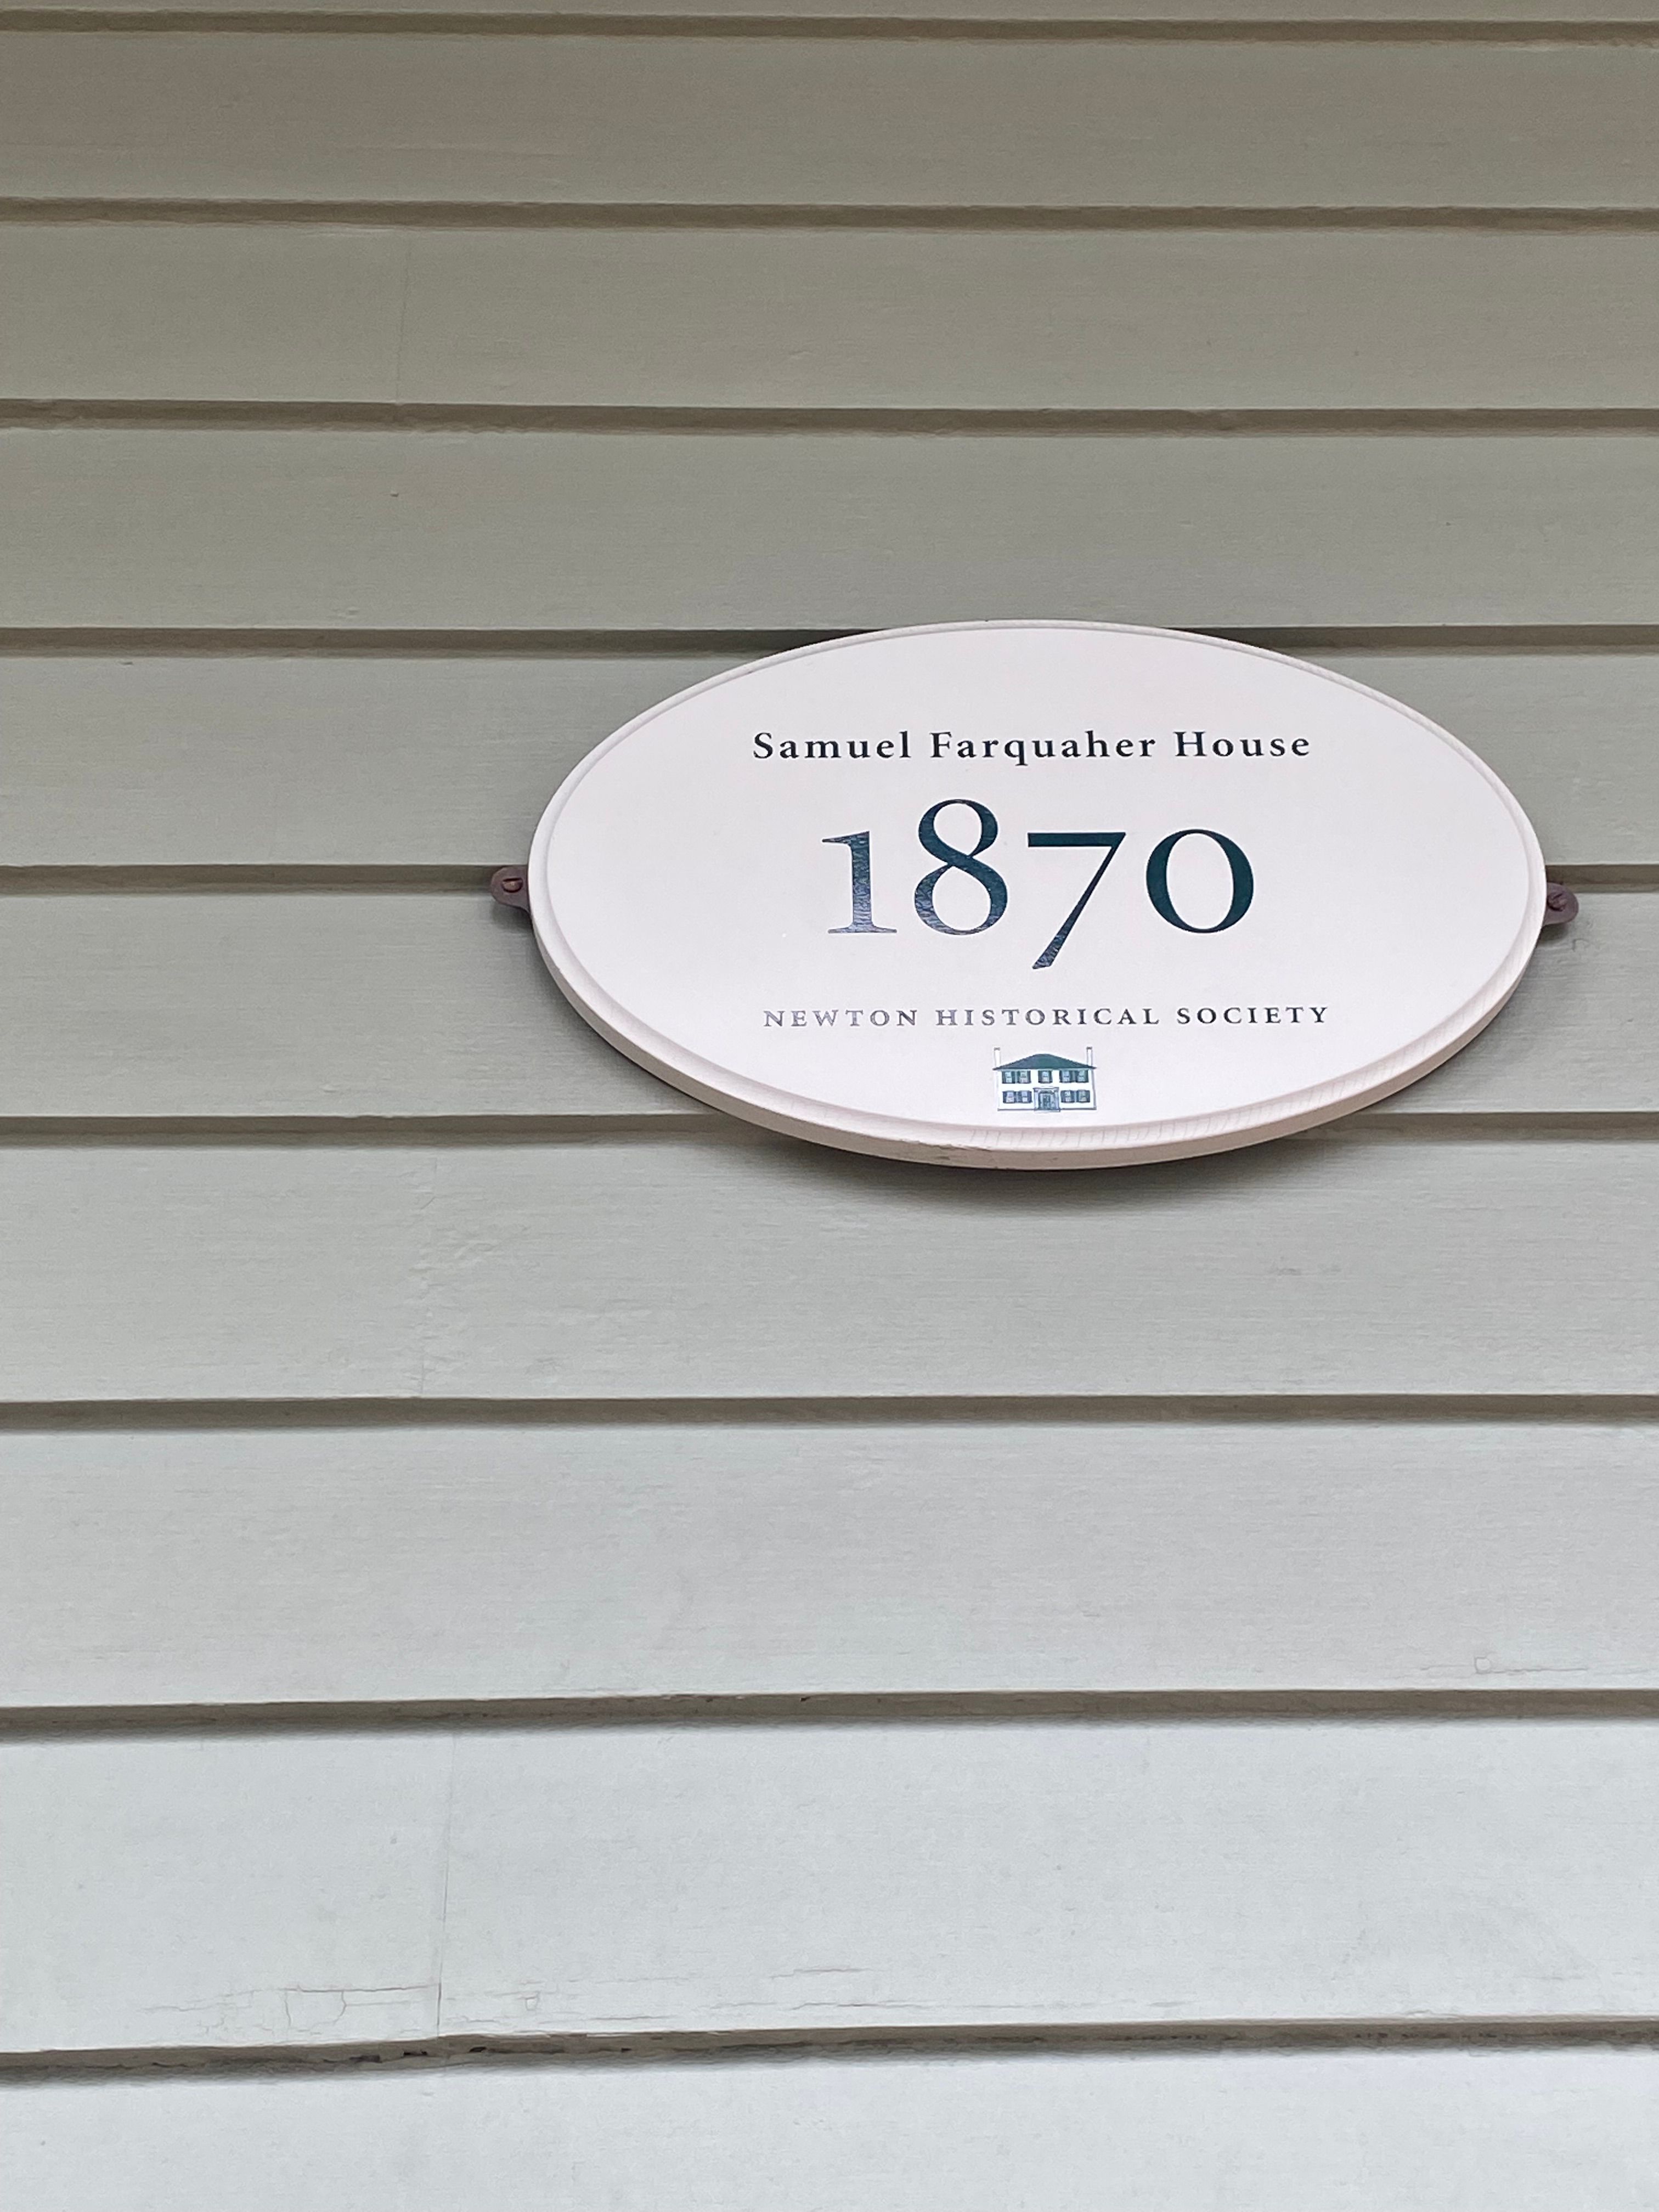 Samuel Farquaher House
1870
NEWTON HISTORICAL SOCIETY